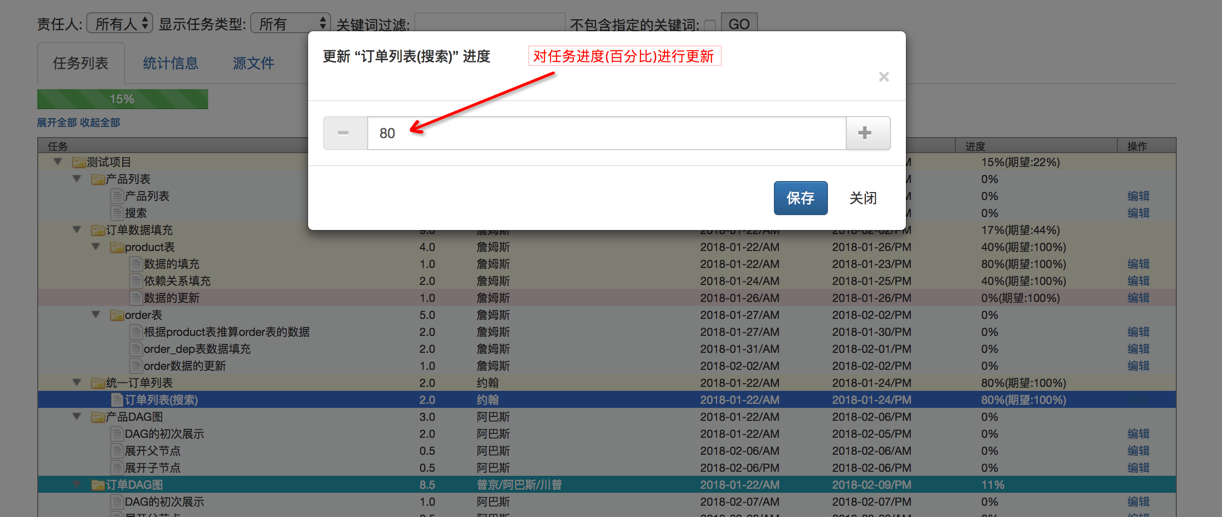 责任人: 所有人 显示任务类型: 所有 关键词过滤: 不包含指定的关键词: GO
更新 “订单列表(搜索)” 进度 对任务进度(百分比)进行更新
×
任务列表 统计信息 源文件
15%
展开全部 收起全部
80
保存 关闭
任务 进度 操作
测试项目 15%(期望:22%)
产品列表 0%
产品列表 0% 编辑
搜索 0% 编辑
订单数据填充 17%(期望:44%)
product表 4.0 詹姆斯 2018-01-22/AM 2018-01-26/PM 40%(期望:100%)
数据的填充 1.0 詹姆斯 2018-01-22/AM 2018-01-23/PM 80%(期望:100%) 编辑
依赖关系填充 2.0 詹姆斯 2018-01-24/AM 2018-01-25/PM 40%(期望:100%) 编辑
数据的更新 1.0 詹姆斯 2018-01-26/AM 2018-01-26/PM 0%(期望:100%) 编辑
order表 5.0 詹姆斯 2018-01-27/AM 2018-02-02/PM 0%
根据product表推算order表的数据 2.0 詹姆斯 2018-01-27/AM 2018-01-30/PM 0% 编辑
order_dep表数据填充 2.0 詹姆斯 2018-01-31/AM 2018-02-01/PM 0% 编辑
order数据的更新 1.0 詹姆斯 2018-02-02/AM 2018-02-02/PM 0% 编辑
统一订单列表 2.0 约翰 2018-01-22/AM 2018-01-24/PM 80%(期望:100%)
订单列表(搜索) 2.0 约翰 2018-01-22/AM 2018-01-24/PM 80%(期望:100%)
产品DAG图 3.0 阿巴斯 2018-01-22/AM 2018-02-06/PM 0%
DAG的初次展示 2.0 阿巴斯 2018-01-22/AM 2018-02-05/PM 0% 编辑
展开父节点 0.5 阿巴斯 2018-02-06/AM 2018-02-06/AM 0% 编辑
展开子节点 0.5 阿巴斯 2018-02-06/PM 2018-02-06/PM 0% 编辑
订单DAG图 8.5 普京/阿巴斯/川普 2018-01-22/AM 2018-02-09/PM 11%
DAG的初次展示 1.0 阿巴斯 2018-02-07/AM 2018-02-07/PM 0% 编辑